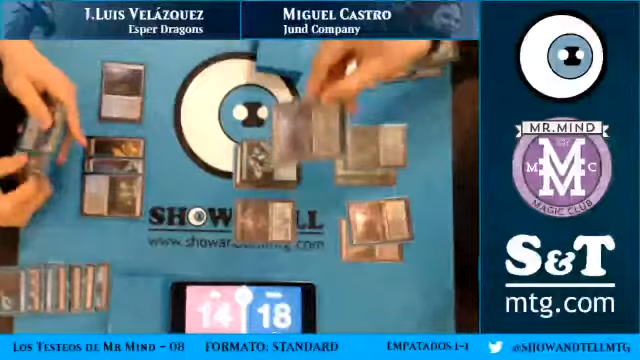 J.Luis Velázquez
Esper Dragons
Miguel Castro
Jund Company
MR.MIND
M M C
MAGIC CLUB
SHOWANDTELL
www.showandtellmtg.com
14
18
S&T
mtg.com
Los Testeos de Mr Mind - 08
FORMATO: STANDARD
EMPATADOS 1-1
@SHOWANDTELLMTG